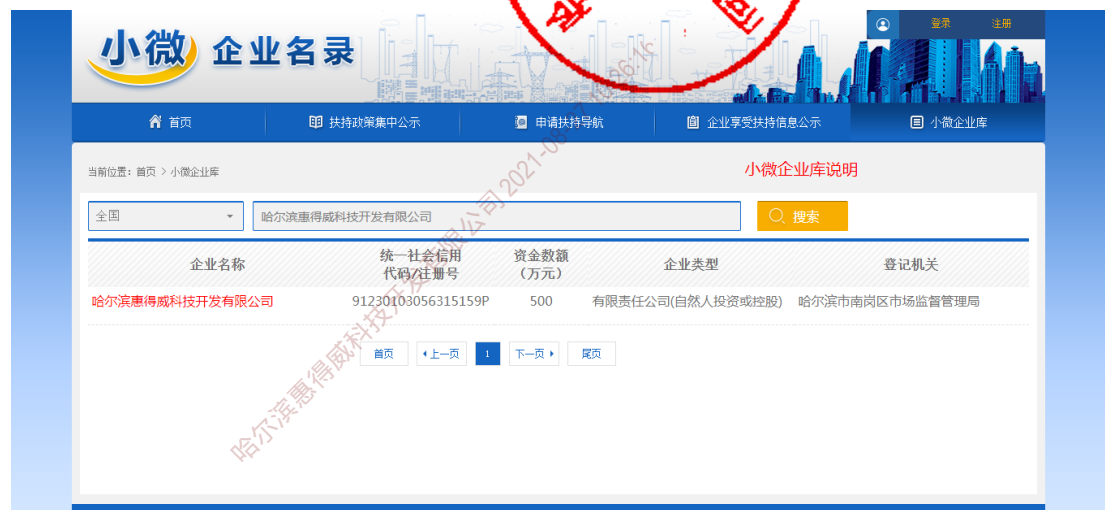 登录 注册
小微 企业名录
首页 扶持政策集中公示 申请扶持导航 企业享受扶持信息公示 小微企业库
当前位置: 首页 > 小微企业库
小微企业库说明
全国 哈尔滨惠得威科技开发有限公司 搜索
企业名称 统一社会信用代码/注册号 资金数额（万元） 企业类型 登记机关
哈尔滨惠得威科技开发有限公司 91230103056315159P 500 有限责任公司(自然人投资或控股) 哈尔滨市南岗区市场监督管理局
首页 上一页 1 下一页 尾页
哈尔滨惠得威科技开发有限公司 2021-08-